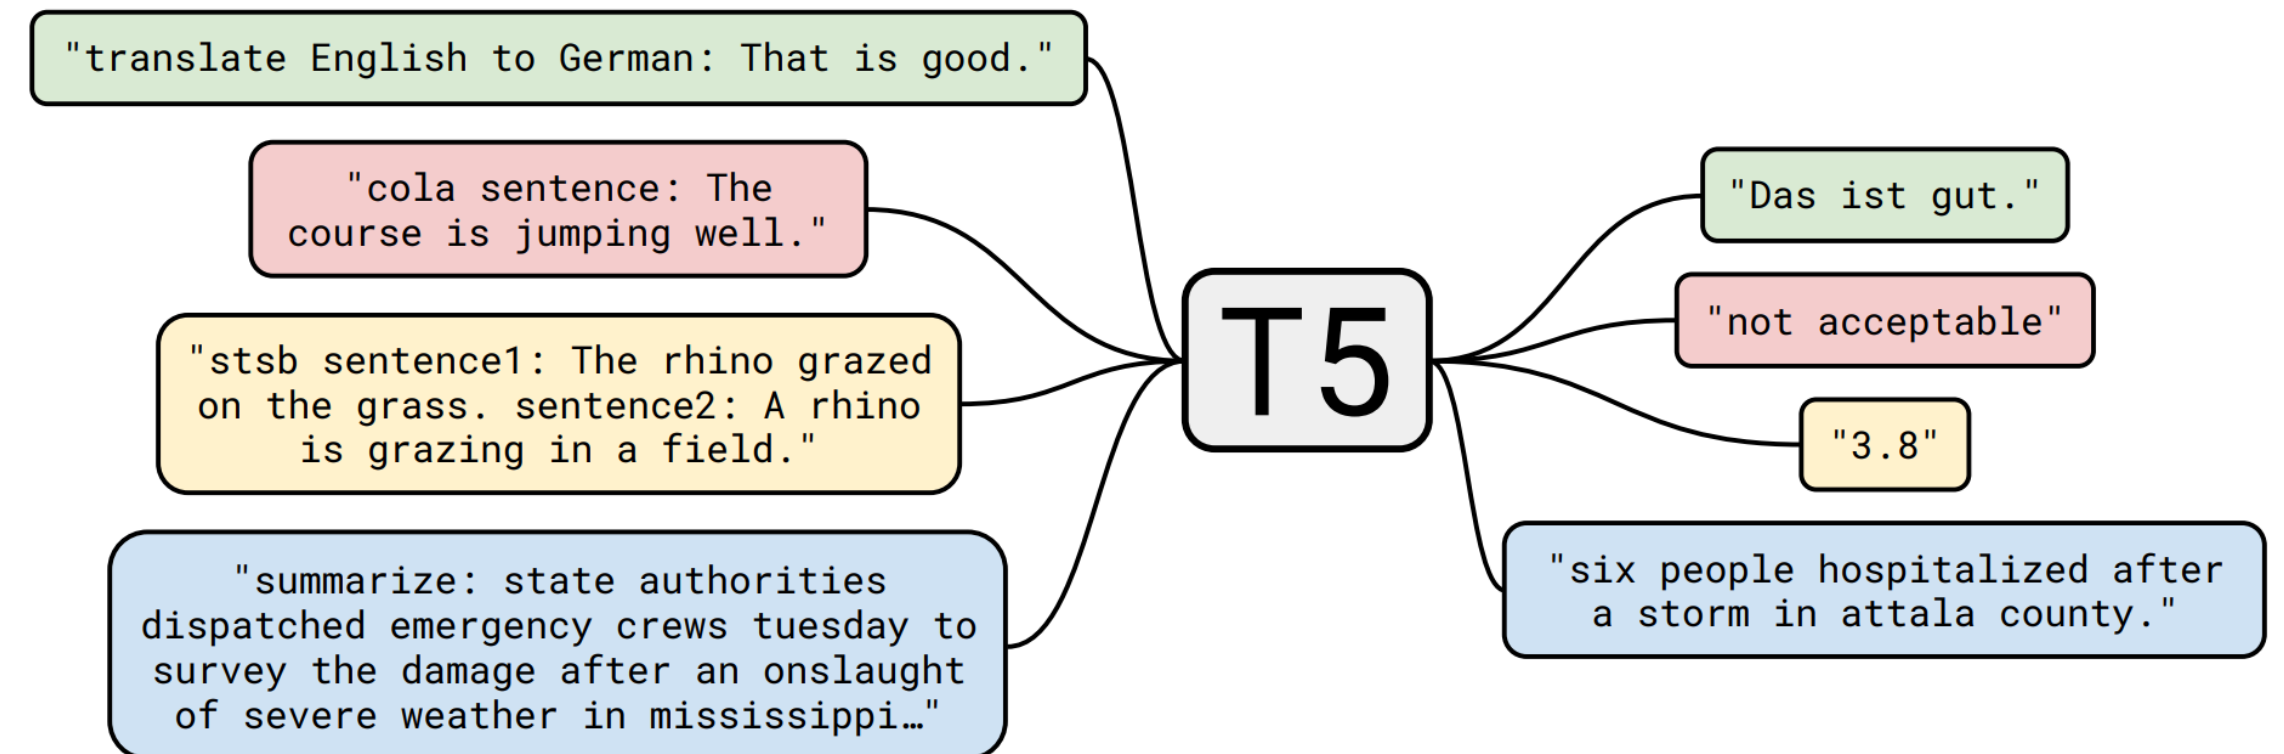 "translate English to German: That is good."
"cola sentence: The
course is jumping well."
"stsb sentence1: The rhino grazed
on the grass. sentence2: A rhino
is grazing in a field."
"summarize: state authorities
dispatched emergency crews tuesday to
survey the damage after an onslaught
of severe weather in mississippi…"
T5
"Das ist gut."
"not acceptable"
"3.8"
"six people hospitalized after
a storm in attala county."